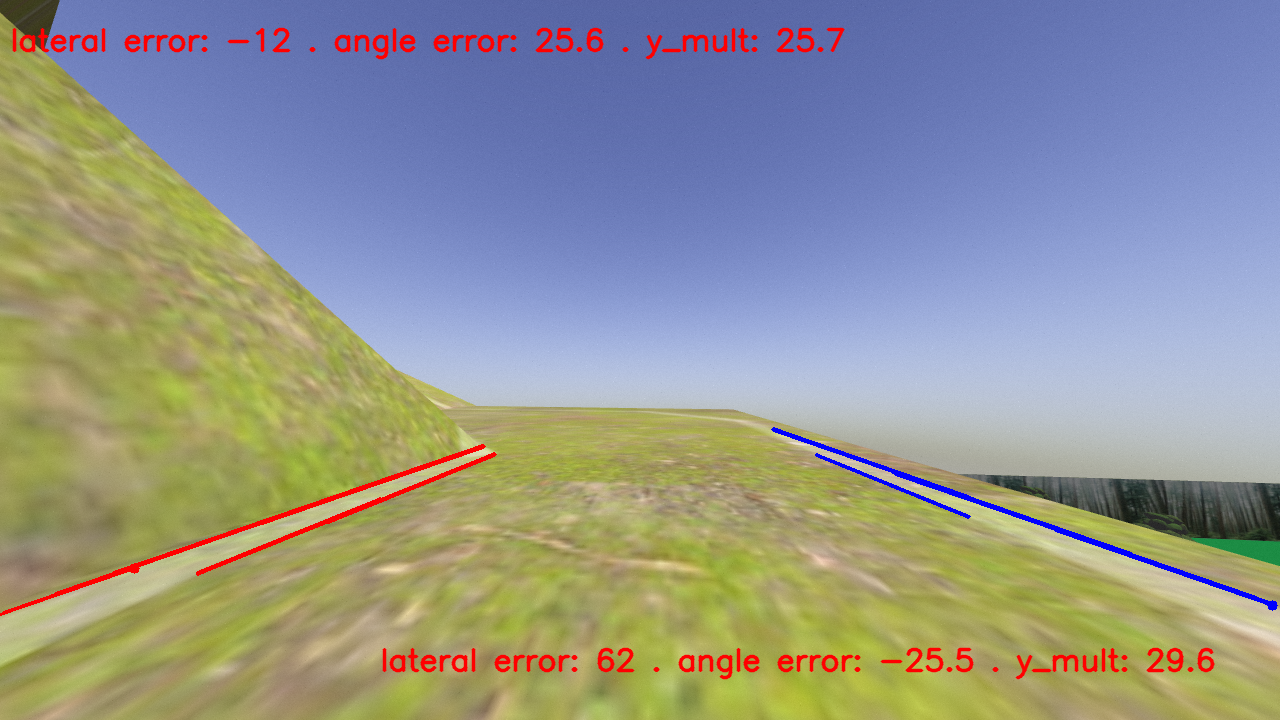 lateral error: -12 . angle error: 25.6 . y_mult: 25.7
lateral error: 62 . angle error: -25.5 . y_mult: 29.6